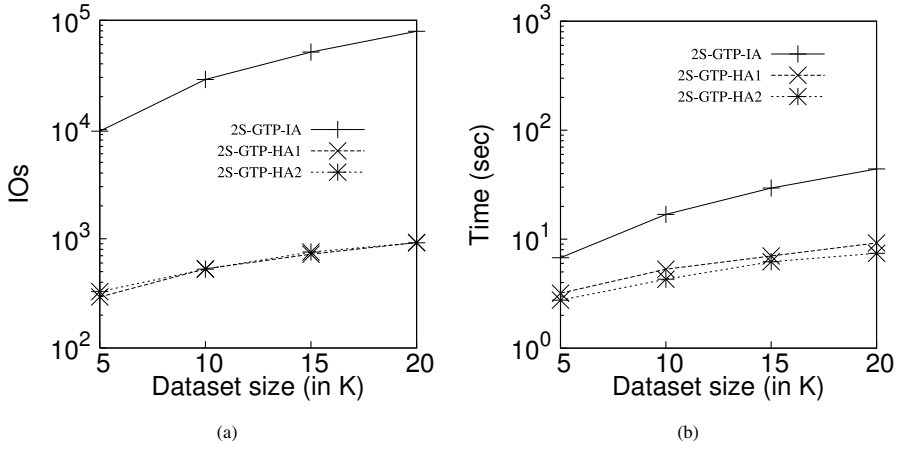 10^5
10^4
10^3
10^2
IOs
2S-GTP-IA
2S-GTP-HA1
2S-GTP-HA2
5 10 15 20
Dataset size (in K)
(a)
10^3
10^2
10^1
10^0
Time (sec)
2S-GTP-IA
2S-GTP-HA1
2S-GTP-HA2
5 10 15 20
Dataset size (in K)
(b)